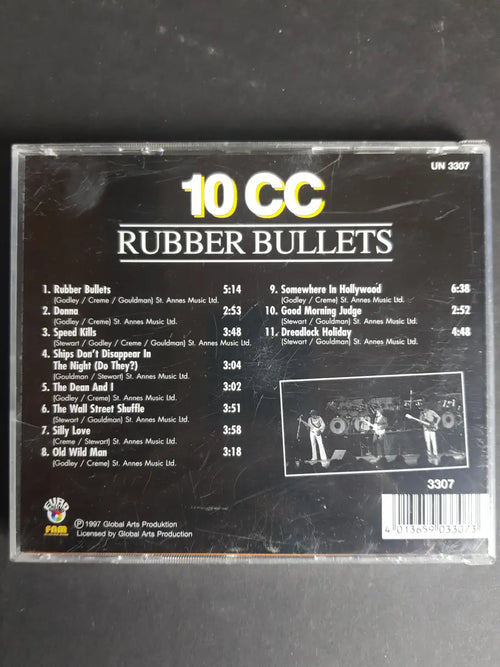 UN 3307
10 CC
RUBBER BULLETS
1. Rubber Bullets 5:14
(Godley / Creme / Gouldman) St. Annes Music Ltd.
2. Donna 2:53
(Godley / Creme) St. Annes Music Ltd.
3. Speed Kills 3:48
(Stewart / Godley / Creme / Gouldman) St. Annes Music Ltd.
4. Ships Don't Disappear In
The Night (Do They?) 3:04
(Gouldman / Stewart) St. Annes Music Ltd.
5. The Dean And I 3:02
(Godley / Creme) St. Annes Music Ltd.
6. The Wall Street Shuffle 3:51
(Stewart / Gouldman) St. Annes Music Ltd.
7. Silly Love 3:58
(Creme / Stewart) St. Annes Music Ltd.
8. Old Wild Man 3:18
(Godley / Creme) St. Annes Music Ltd.
9. Somewhere In Hollywood 6:38
(Godley / Creme) St. Annes Music Ltd.
10. Good Morning Judge 2:52
(Stewart / Gouldman) St. Annes Music Ltd.
11. Dreadlock Holiday 4:48
(Stewart / Gouldman) St. Annes Music Ltd.
3307
EURO
FAM
℗ 1997 Global Arts Produktion
Licensed by Global Arts Production
4 013659 033073